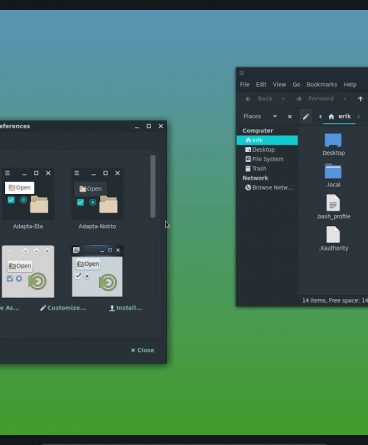 eferences
Open
Open
Adapta-Eta
Adapta-Nokto
Open
Open
e As...
Customize...
Install...
Close
File Edit View Go Bookmarks Help
Back Forward
Places
erik
Computer
erik
Desktop
File System
Trash
Network
Browse Netw...
Desktop
.local
.bash_profile
.Xauthority
14 items, Free space: 14